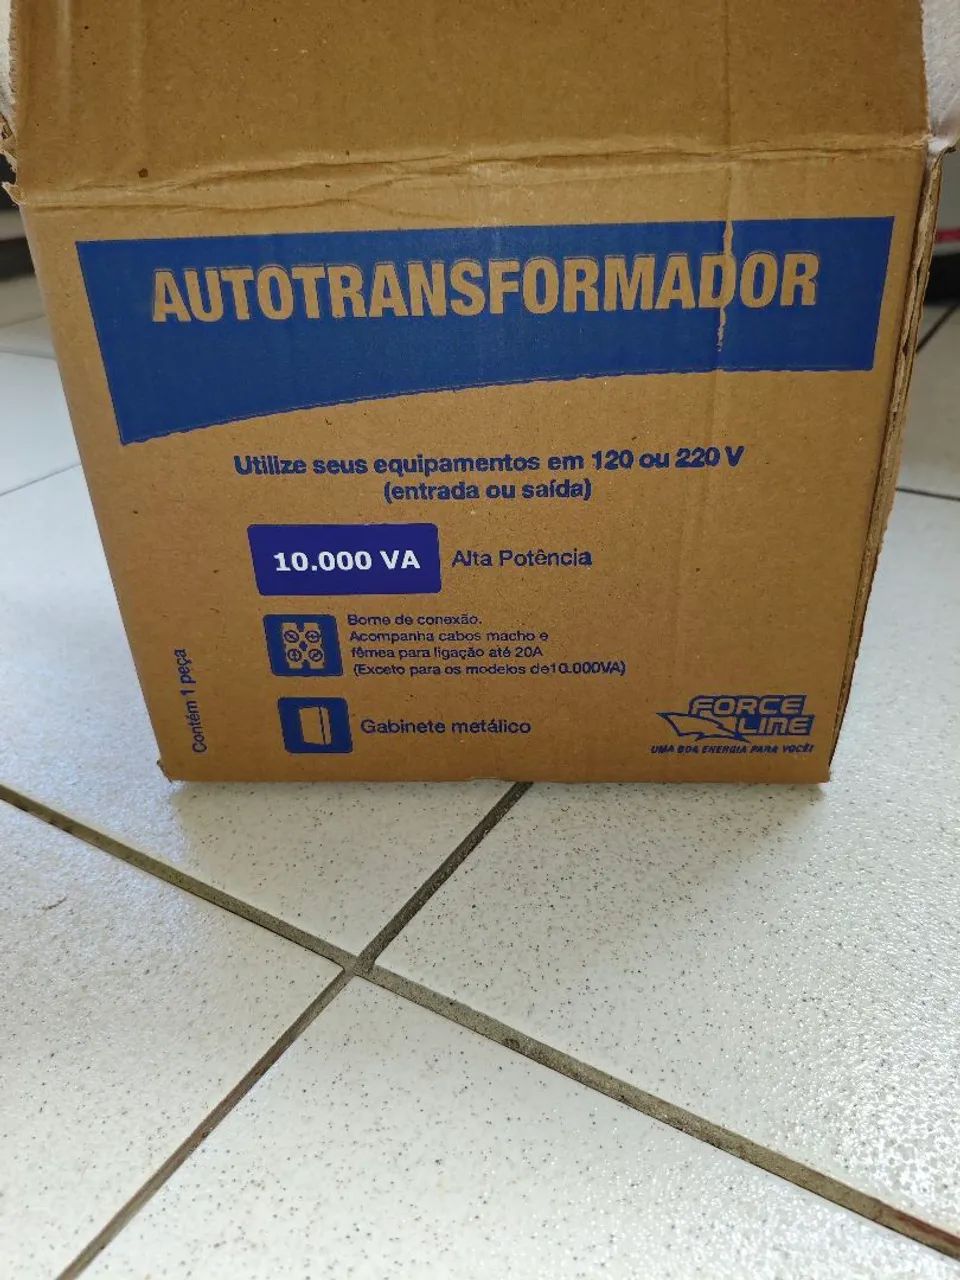 AUTOTRANSFORMADOR
Utilize seus equipamentos em 120 ou 220 V
(entrada ou saída)
10.000 VA
Alta Potência
Borne de conexão.
Acompanha cabos macho e
fêmea para ligação até 20A
(Exceto para os modelos de10.000VA)
Gabinete metálico
Contém 1 peça
FORCE
LINE
UMA BOA ENERGIA PARA VOCÊ!